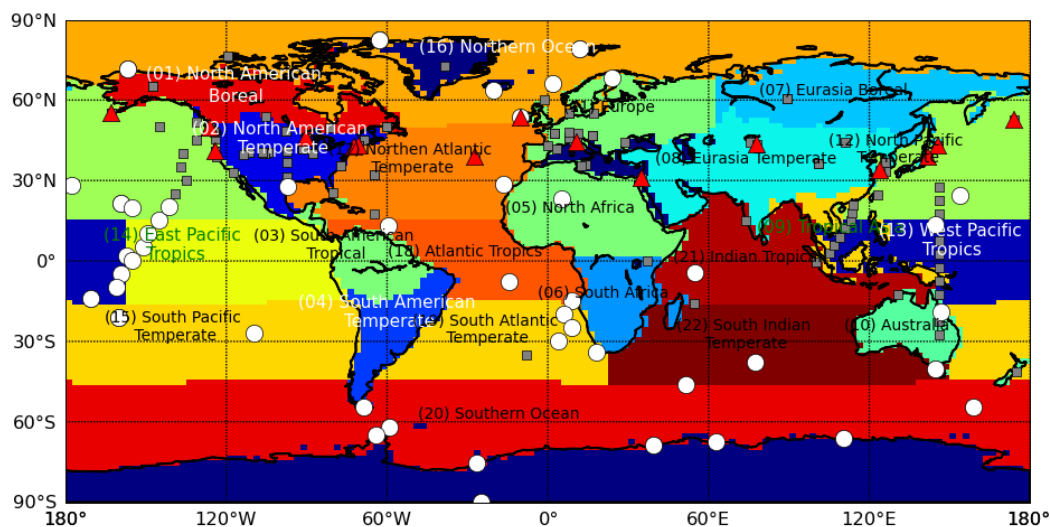 90°N
(16) Northern Ocean
(01) North American
Boreal
60°N
(07) Eurasia Boreal
Europe
(02) North American
Temperate
Northen Atlantic
Temperate
(08) Eurasia Temperate
(12) North Pacific
Temperate
30°N
(05) North Africa
(14) East Pacific
Tropics
(03) South American
Tropical
(18) Atlantic Tropics
(21) Indian Tropics
(09) Tropical Asia
(13) West Pacific
Tropics
0°
(06) South Africa
(04) South American
Temperate
(15) South Pacific
Temperate
(19) South Atlantic
Temperate
(22) South Indian
Temperate
(10) Australia
30°S
(20) Southern Ocean
60°S
90°S
180°
120°W
60°W
0°
60°E
120°E
180°